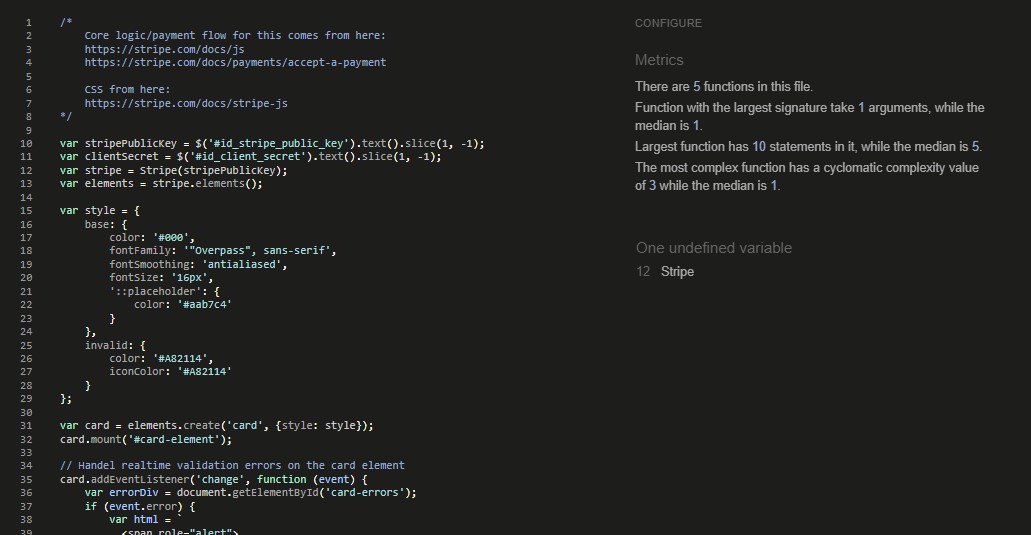 1 /*
2 Core logic/payment flow for this comes from here:
3 https://stripe.com/docs/js
4 https://stripe.com/docs/payments/accept-a-payment
5
6 CSS from here:
7 https://stripe.com/docs/stripe-js
8 */
9
10 var stripePublicKey = $('#id_stripe_public_key').text().slice(1, -1);
11 var clientSecret = $('#id_client_secret').text().slice(1, -1);
12 var stripe = Stripe(stripePublicKey);
13 var elements = stripe.elements();
14
15 var style = {
16 base: {
17 color: '#000',
18 fontFamily: '"Overpass", sans-serif',
19 fontSmoothing: 'antialiased',
20 fontSize: '16px',
21 '::placeholder': {
22 color: '#aab7c4'
23 }
24 },
25 invalid: {
26 color: '#A82114',
27 iconColor: '#A82114'
28 }
29 };
30
31 var card = elements.create('card', {style: style});
32 card.mount('#card-element');
33
34 // Handel realtime validation errors on the card element
35 card.addEventListener('change', function (event) {
36 var errorDiv = document.getElementById('card-errors');
37 if (event.error) {
38 var html = `
39 <span role="alert">
CONFIGURE
Metrics
There are 5 functions in this file.
Function with the largest signature take 1 arguments, while the
median is 1.
Largest function has 10 statements in it, while the median is 5.
The most complex function has a cyclomatic complexity value
of 3 while the median is 1.
One undefined variable
12 Stripe